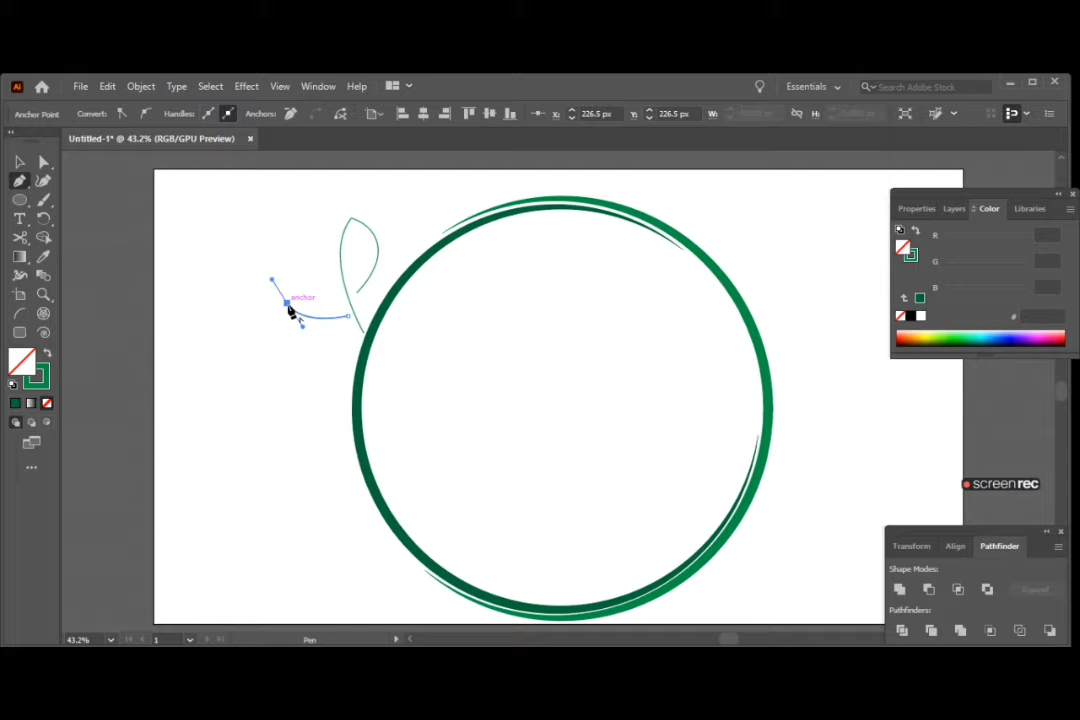 Ai File Edit Object Type Select Effect View Window Help Essentials Search Adobe Stock
Anchor Point Convert: Handles: Anchors: X: 226.5 px Y: 226.5 px W: H:
Untitled-1* @ 43.2% (RGB/GPU Preview) ×
anchor
Properties Layers Color Libraries
R
G
B
#
screenrec
Transform Align Pathfinder
Shape Modes:
Expand
Pathfinders:
43.2% 1 Pen